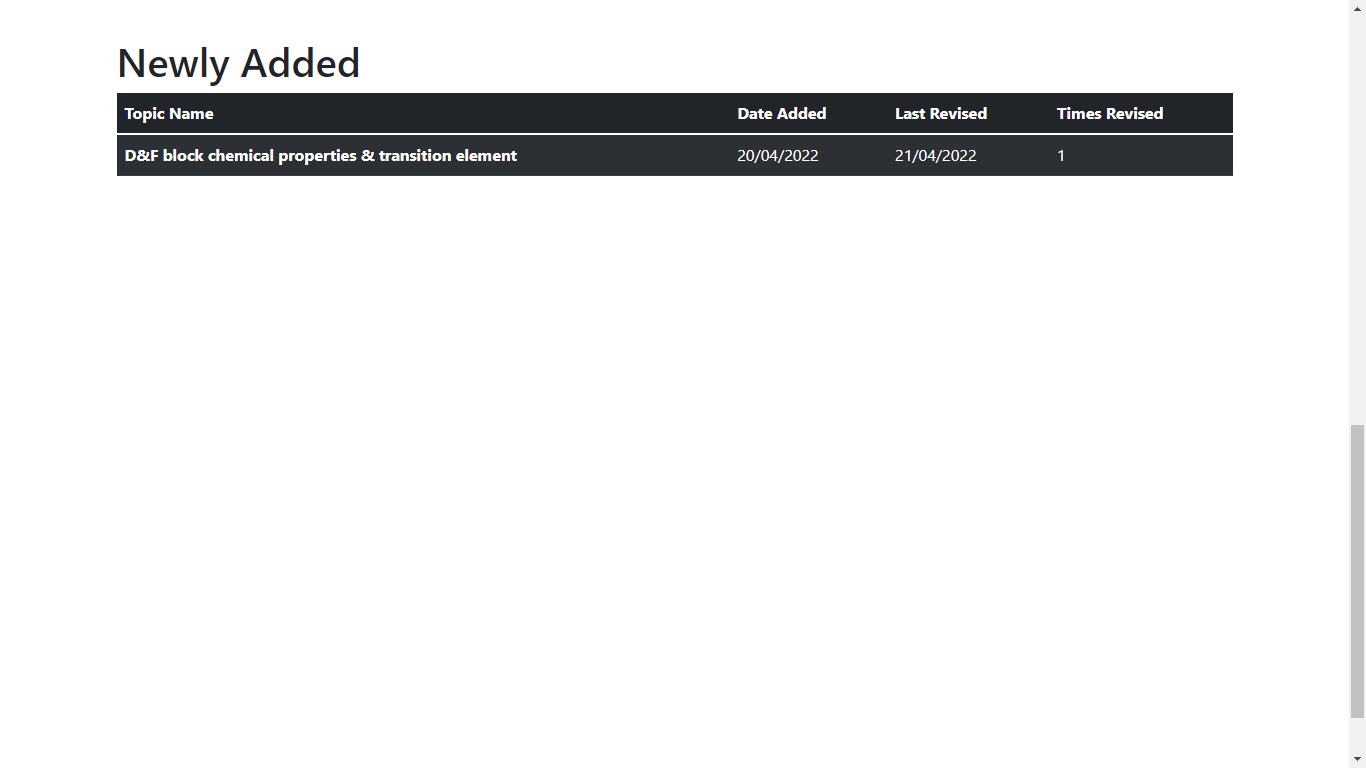 Newly Added
Topic Name Date Added Last Revised Times Revised
D&F block chemical properties & transition element 20/04/2022 21/04/2022 1